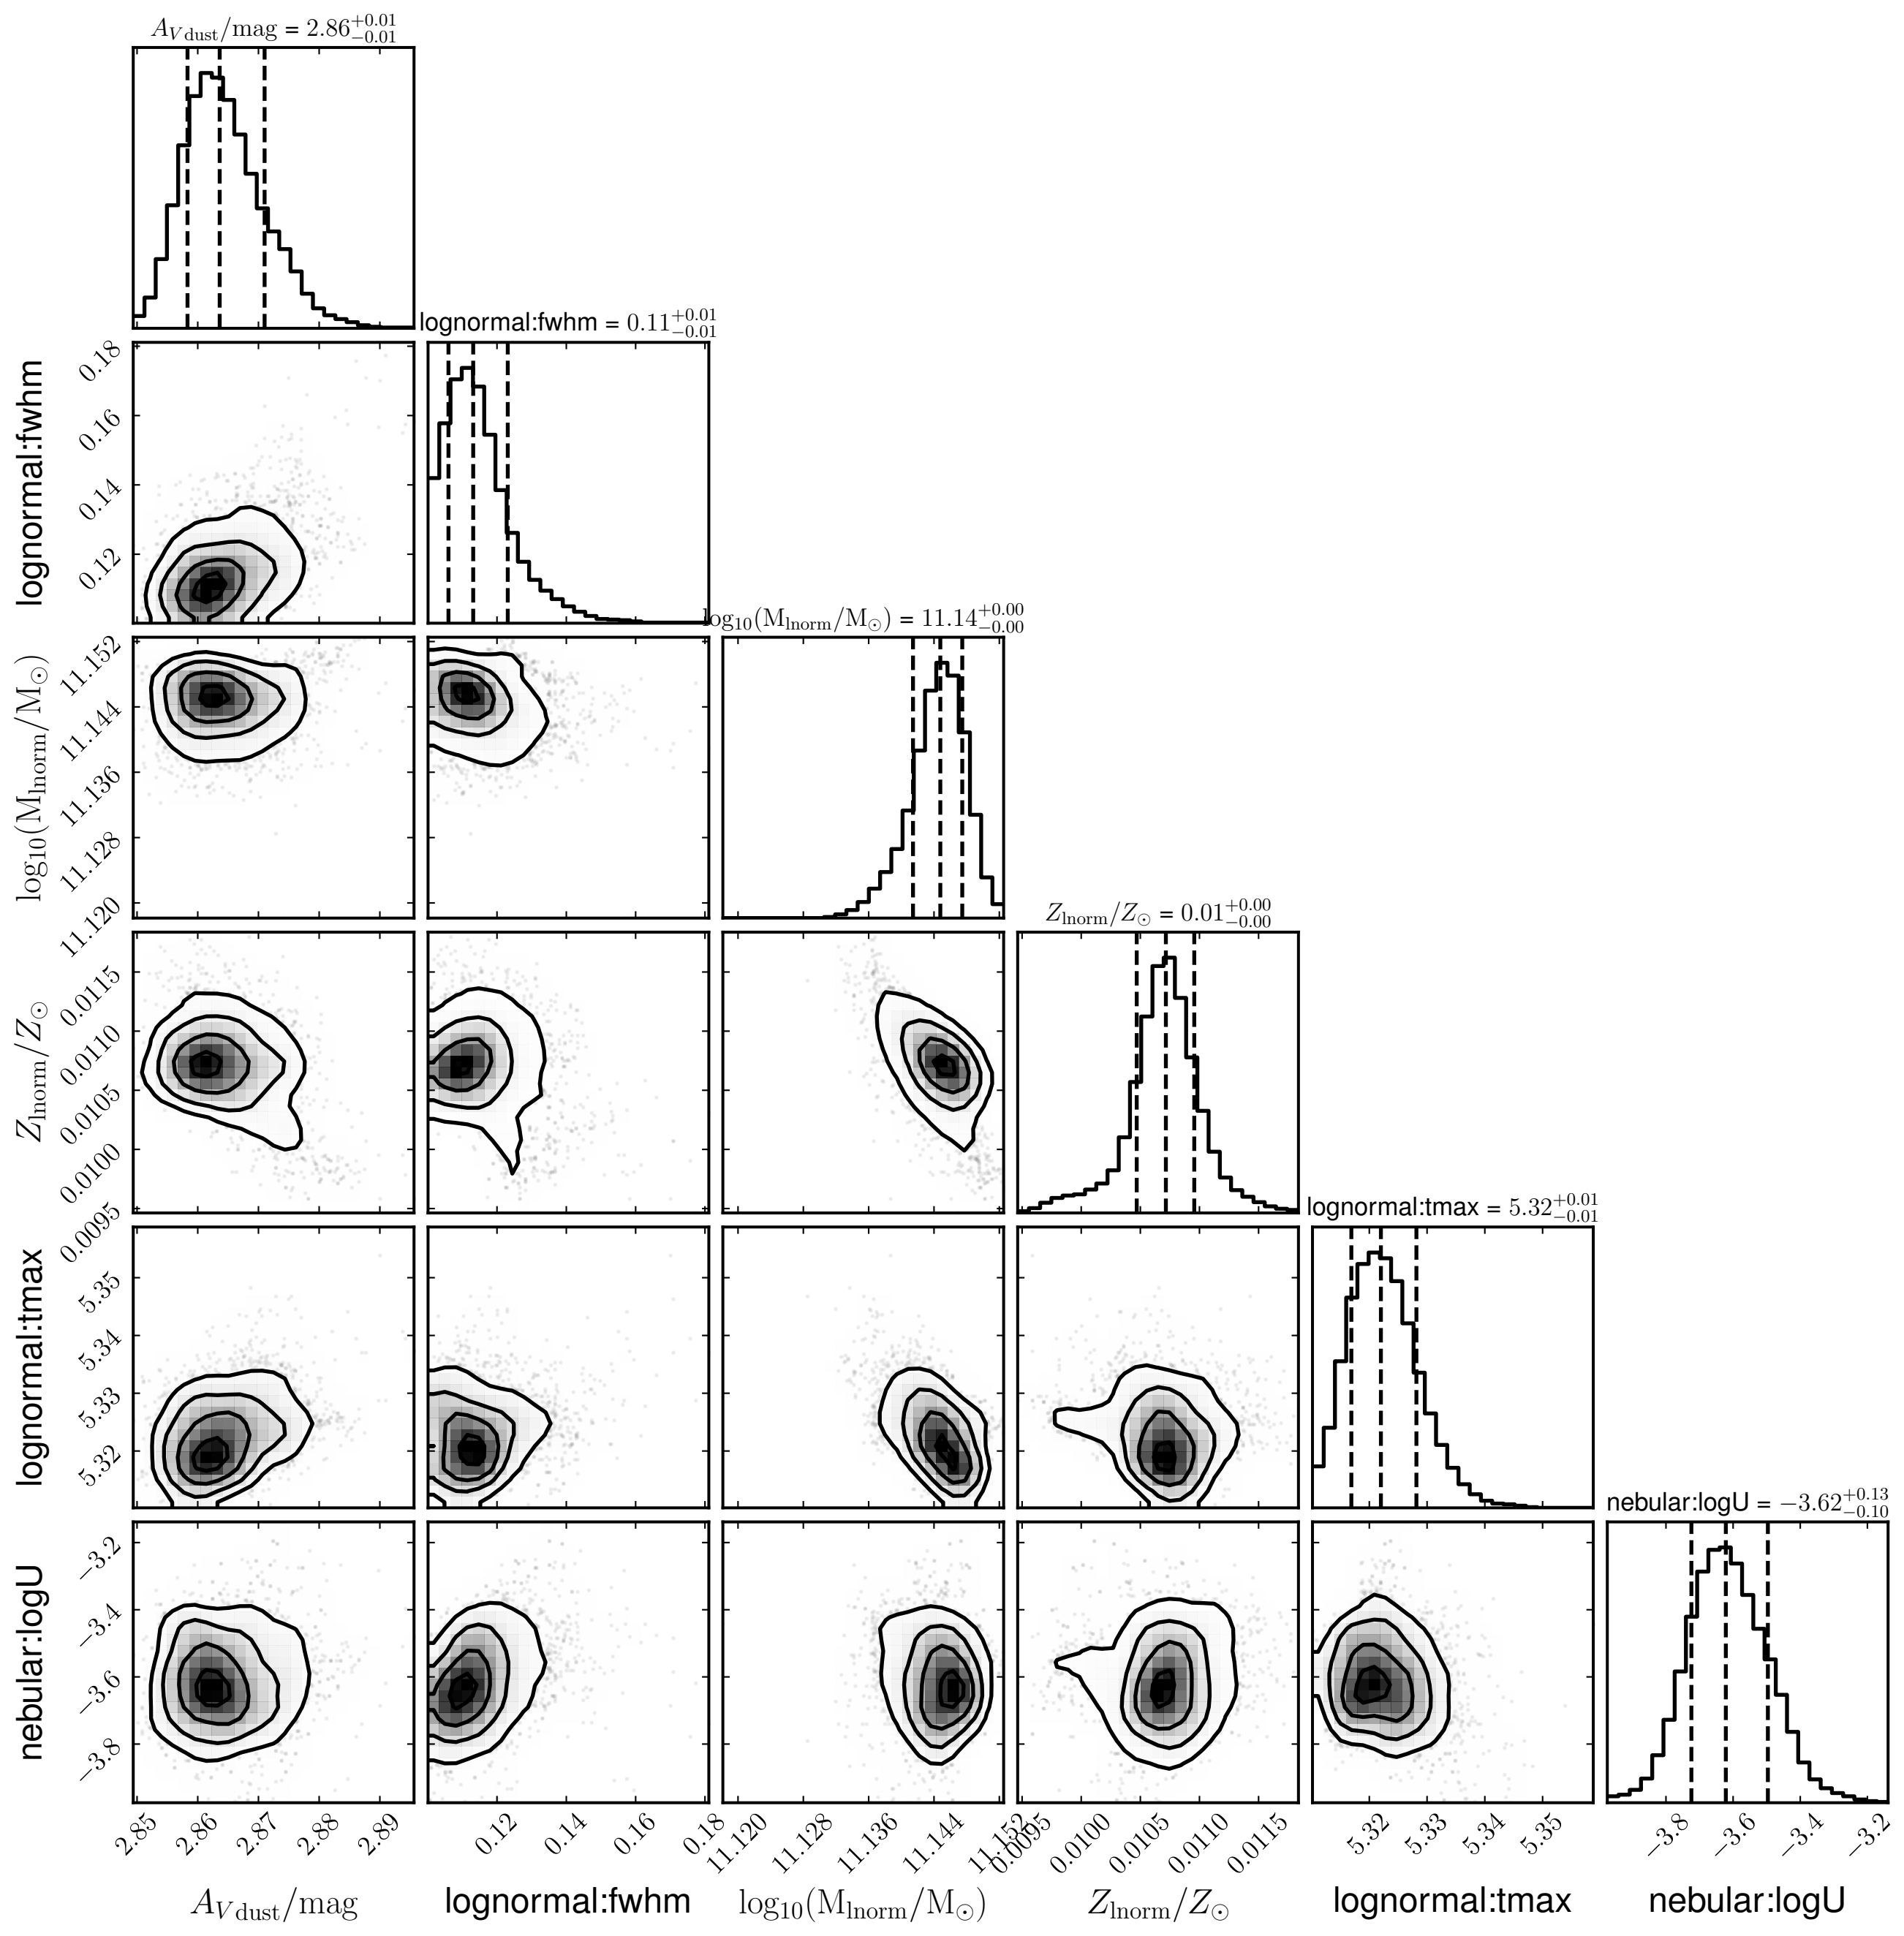 A_V dust/mag = 2.86 +0.01 −0.01
lognormal:fwhm = 0.11 +0.01 −0.01
0.18
0.16
0.14
0.12
lognormal:fwhm
log10(M_lnorm/M⊙) = 11.14 +0.00 −0.00
11.152
11.144
11.136
11.128
11.120
log10(M_lnorm/M⊙)
Z_lnorm/Z⊙ = 0.01 +0.00 −0.00
0.0115
0.0110
0.0105
0.0100
0.0095
Z_lnorm/Z⊙
lognormal:tmax = 5.32 +0.01 −0.01
5.35
5.34
5.33
5.32
lognormal:tmax
nebular:logU = −3.62 +0.13 −0.10
−3.2
−3.4
−3.6
−3.8
nebular:logU
2.85 2.86 2.87 2.88 2.89
0.12 0.14 0.16 0.18
11.120 11.128 11.136 11.144 11.152
0.0095 0.0100 0.0105 0.0110 0.0115
5.32 5.33 5.34 5.35
−3.8 −3.6 −3.4 −3.2
A_V dust/mag
lognormal:fwhm
log10(M_lnorm/M⊙)
Z_lnorm/Z⊙
lognormal:tmax
nebular:logU